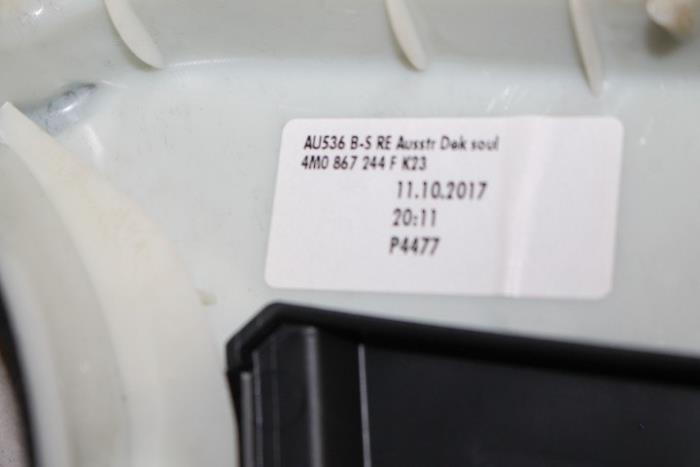 AU536 B-S RE Ausstr Dek soul
4M0 867 244 F K23
11.10.2017
20:11
P4477